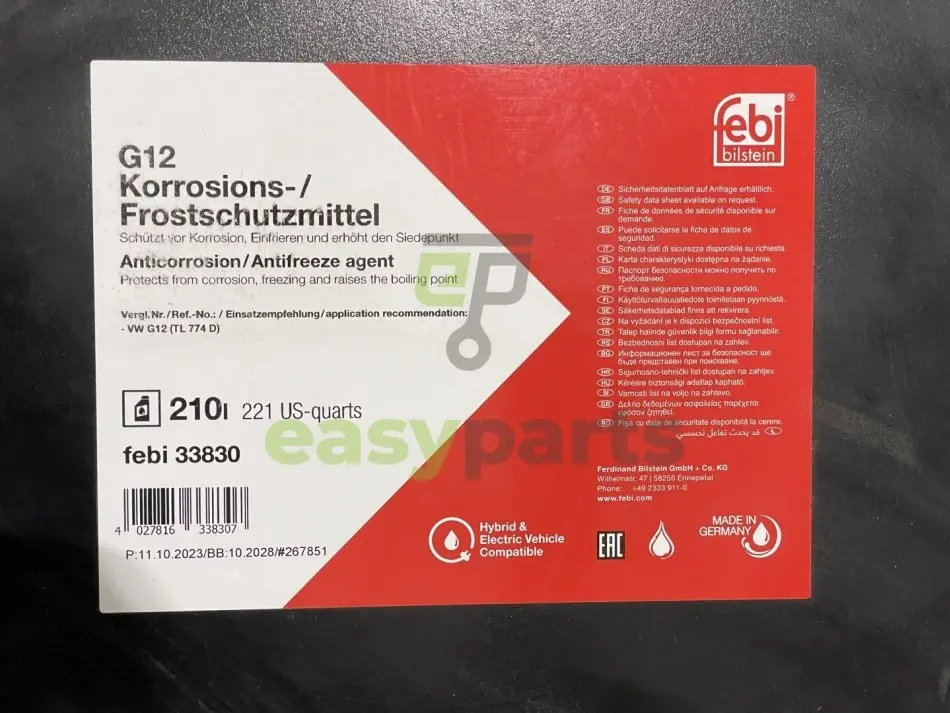 G12
Korrosions-/
Frostschutzmittel
Schützt vor Korrosion, Einfrieren und erhöht den Siedepunkt
Anticorrosion/Antifreeze agent
Protects from corrosion, freezing and raises the boiling point
Vergl.Nr./Ref.-No.: / Einsatzempfehlung/application recommendation:
· VW G12 (TL 774 D)
210l 221 US-quarts
febi 33830
4 027816 338307
P:11.10.2023/BB:10.2028/#267851
febi®
bilstein
DE Sicherheitsdatenblatt auf Anfrage erhältlich.
GB Safety data sheet available on request.
FR Fiche de données de sécurité disponible sur
demande.
ES Puede solicitarse la ficha de datos de
seguridad.
IT Scheda dati di sicurezza disponibile su richiesta.
PL Karta charakterystyki dostępna na żądanie.
RU Паспорт безопасности можно получить по
требованию.
PT Ficha de segurança fornecida a pedido.
FI Käyttöturvallisuustiedote toimitetaan pyynnöstä.
SE Säkerhetsdatablad finns att rekvirera.
CZ Na vyžádání je k dispozici bezpečnostní list.
TR Talep halinde güvenlik bilgi formu sağlanabilir.
RS Bezbednosni list dostupan na zahtev.
BG Информационен лист за безопасност ще
бъде представен при поискване.
HR Sigurnosno-tehnički list dostupan na zahtjev.
HU Kérésre biztonsági adatlap kapható.
SI Varnosti list na voljo na zahtevo.
GR Δελτίο δεδομένων ασφαλείας παρέχεται
εφόσον ζητηθεί.
RO Fişa cu date de securitate disponibilă la cerere.
قد يحدث تفاعل تحسسي
Ferdinand Bilstein GmbH + Co. KG
Wilhelmstr. 47 | 58256 Ennepetal
Phone: +49 2333 911-0
www.febi.com
Hybrid &
Electric Vehicle
Compatible
EAC
MADE IN
GERMANY
ep
easyparts